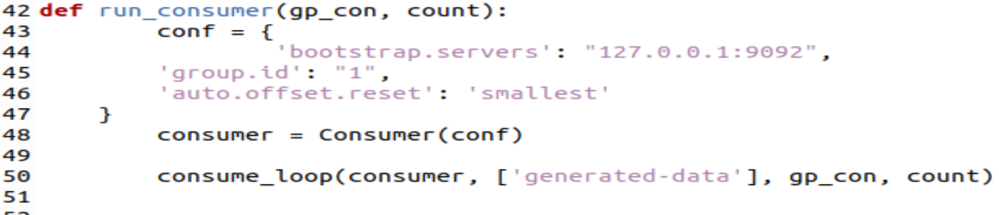 42 def run_consumer(gp_con, count):
43         conf = {
44                 'bootstrap.servers': "127.0.0.1:9092",
45         'group.id': "1",
46         'auto.offset.reset': 'smallest'
47     }
48         consumer = Consumer(conf)
49
50         consume_loop(consumer, ['generated-data'], gp_con, count)
51